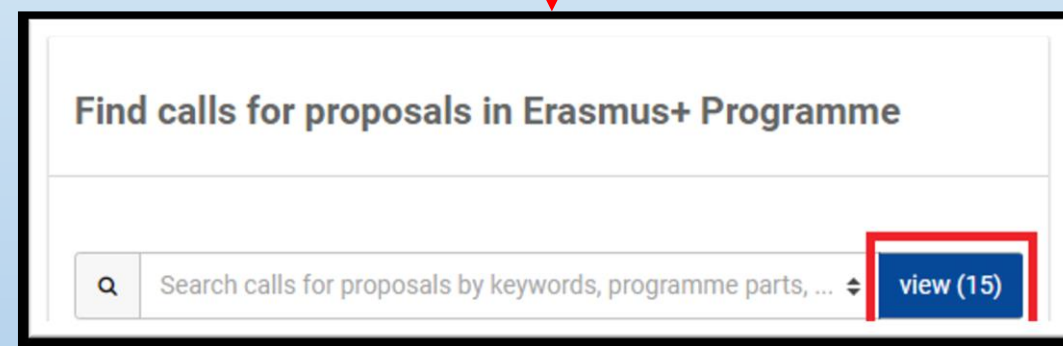 Find calls for proposals in Erasmus+ Programme
Search calls for proposals by keywords, programme parts, ... view (15)